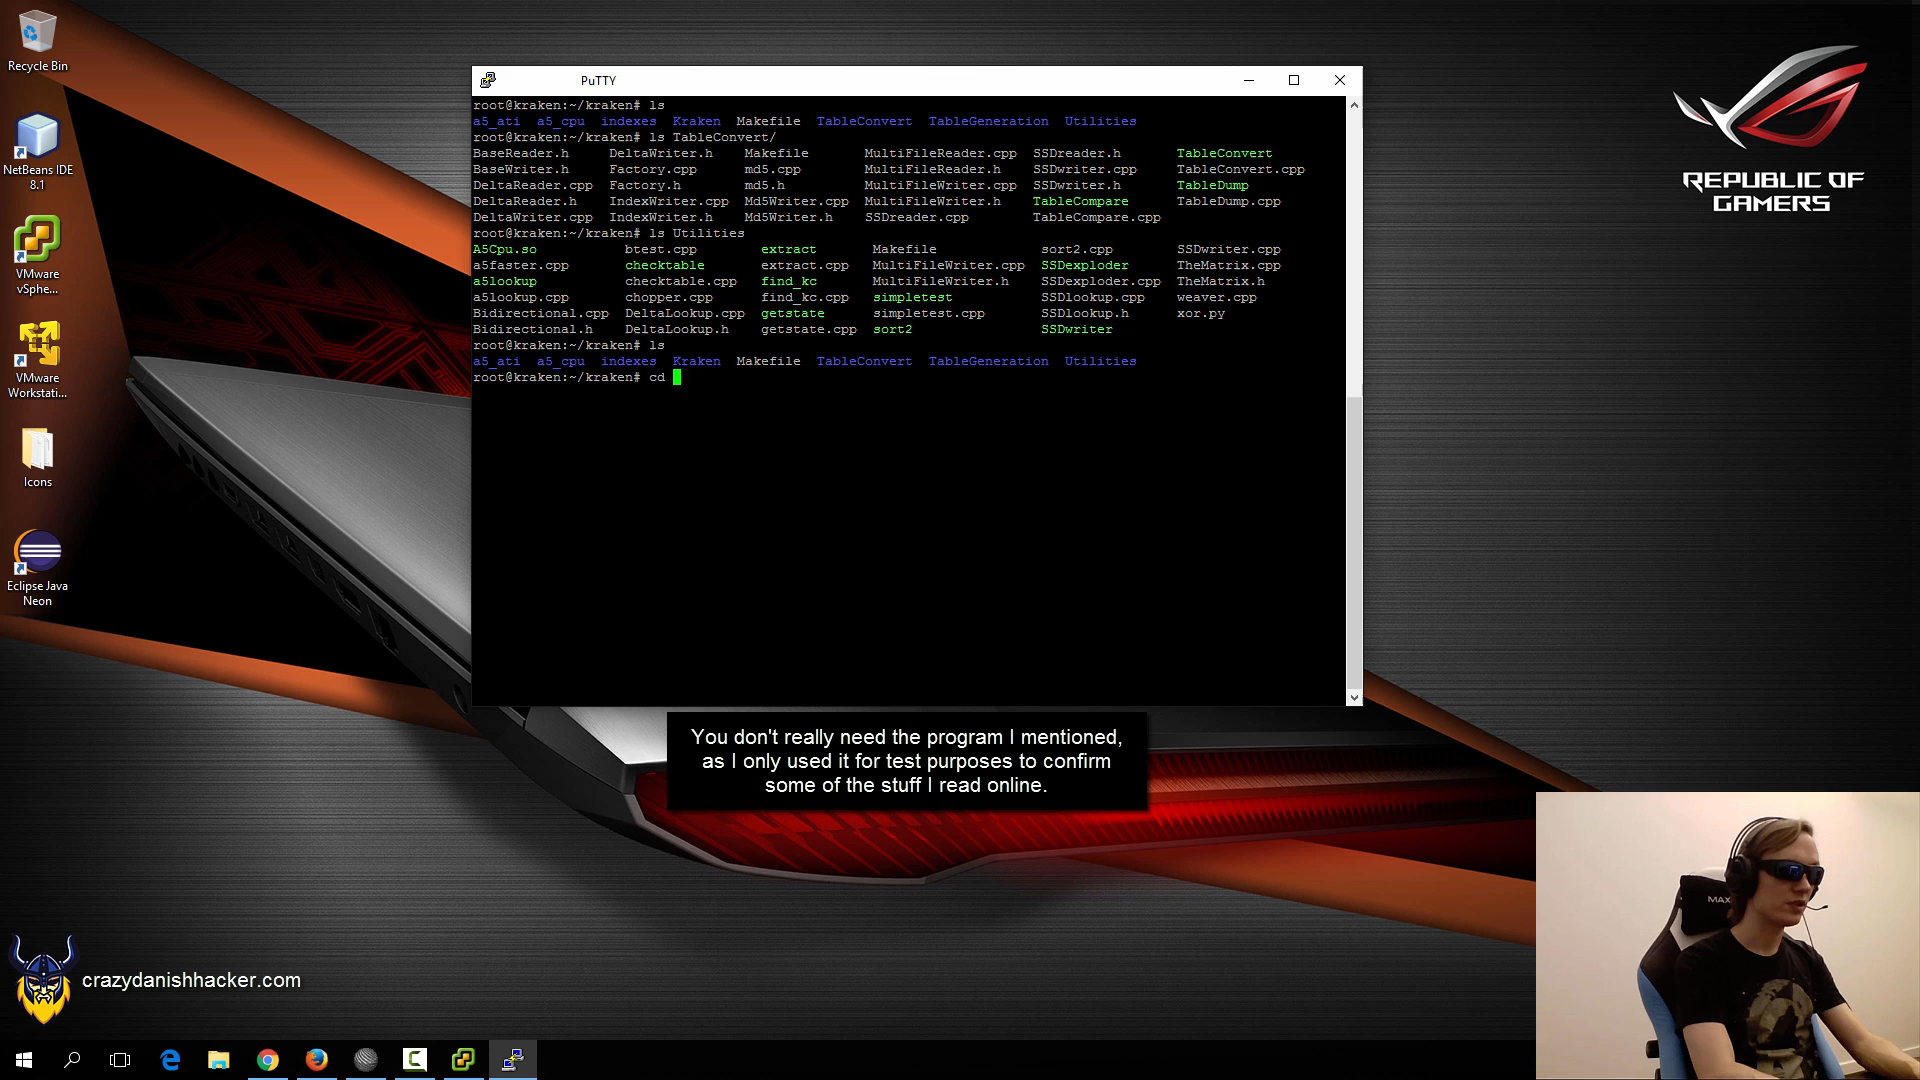 Recycle Bin
NetBeans IDE
8.1
VMware
vSphe...
VMware
Workstati...
Icons
Eclipse Java
Neon
PuTTY
root@kraken:~/kraken# ls
a5_ati a5_cpu indexes Kraken Makefile TableConvert TableGeneration Utilities
root@kraken:~/kraken# ls TableConvert/
BaseReader.h DeltaWriter.h Makefile MultiFileReader.cpp SSDreader.h TableConvert
BaseWriter.h Factory.cpp md5.cpp MultiFileReader.h SSDwriter.cpp TableConvert.cpp
DeltaReader.cpp Factory.h md5.h MultiFileWriter.cpp SSDwriter.h TableDump
DeltaReader.h IndexWriter.cpp Md5Writer.cpp MultiFileWriter.h TableCompare TableDump.cpp
DeltaWriter.cpp IndexWriter.h Md5Writer.h SSDreader.cpp TableCompare.cpp
root@kraken:~/kraken# ls Utilities
A5Cpu.so btest.cpp extract Makefile sort2.cpp SSDwriter.cpp
a5faster.cpp checktable extract.cpp MultiFileWriter.cpp SSDexploder TheMatrix.cpp
a5lookup checktable.cpp find_kc MultiFileWriter.h SSDexploder.cpp TheMatrix.h
a5lookup.cpp chopper.cpp find_kc.cpp simpletest SSDlookup.cpp weaver.cpp
Bidirectional.cpp DeltaLookup.cpp getstate simpletest.cpp SSDlookup.h xor.py
Bidirectional.h DeltaLookup.h getstate.cpp sort2 SSDwriter
root@kraken:~/kraken# ls
a5_ati a5_cpu indexes Kraken Makefile TableConvert TableGeneration Utilities
root@kraken:~/kraken# cd
REPUBLIC OF
GAMERS
You don't really need the program I mentioned,
as I only used it for test purposes to confirm
some of the stuff I read online.
MAX
crazydanishhacker.com